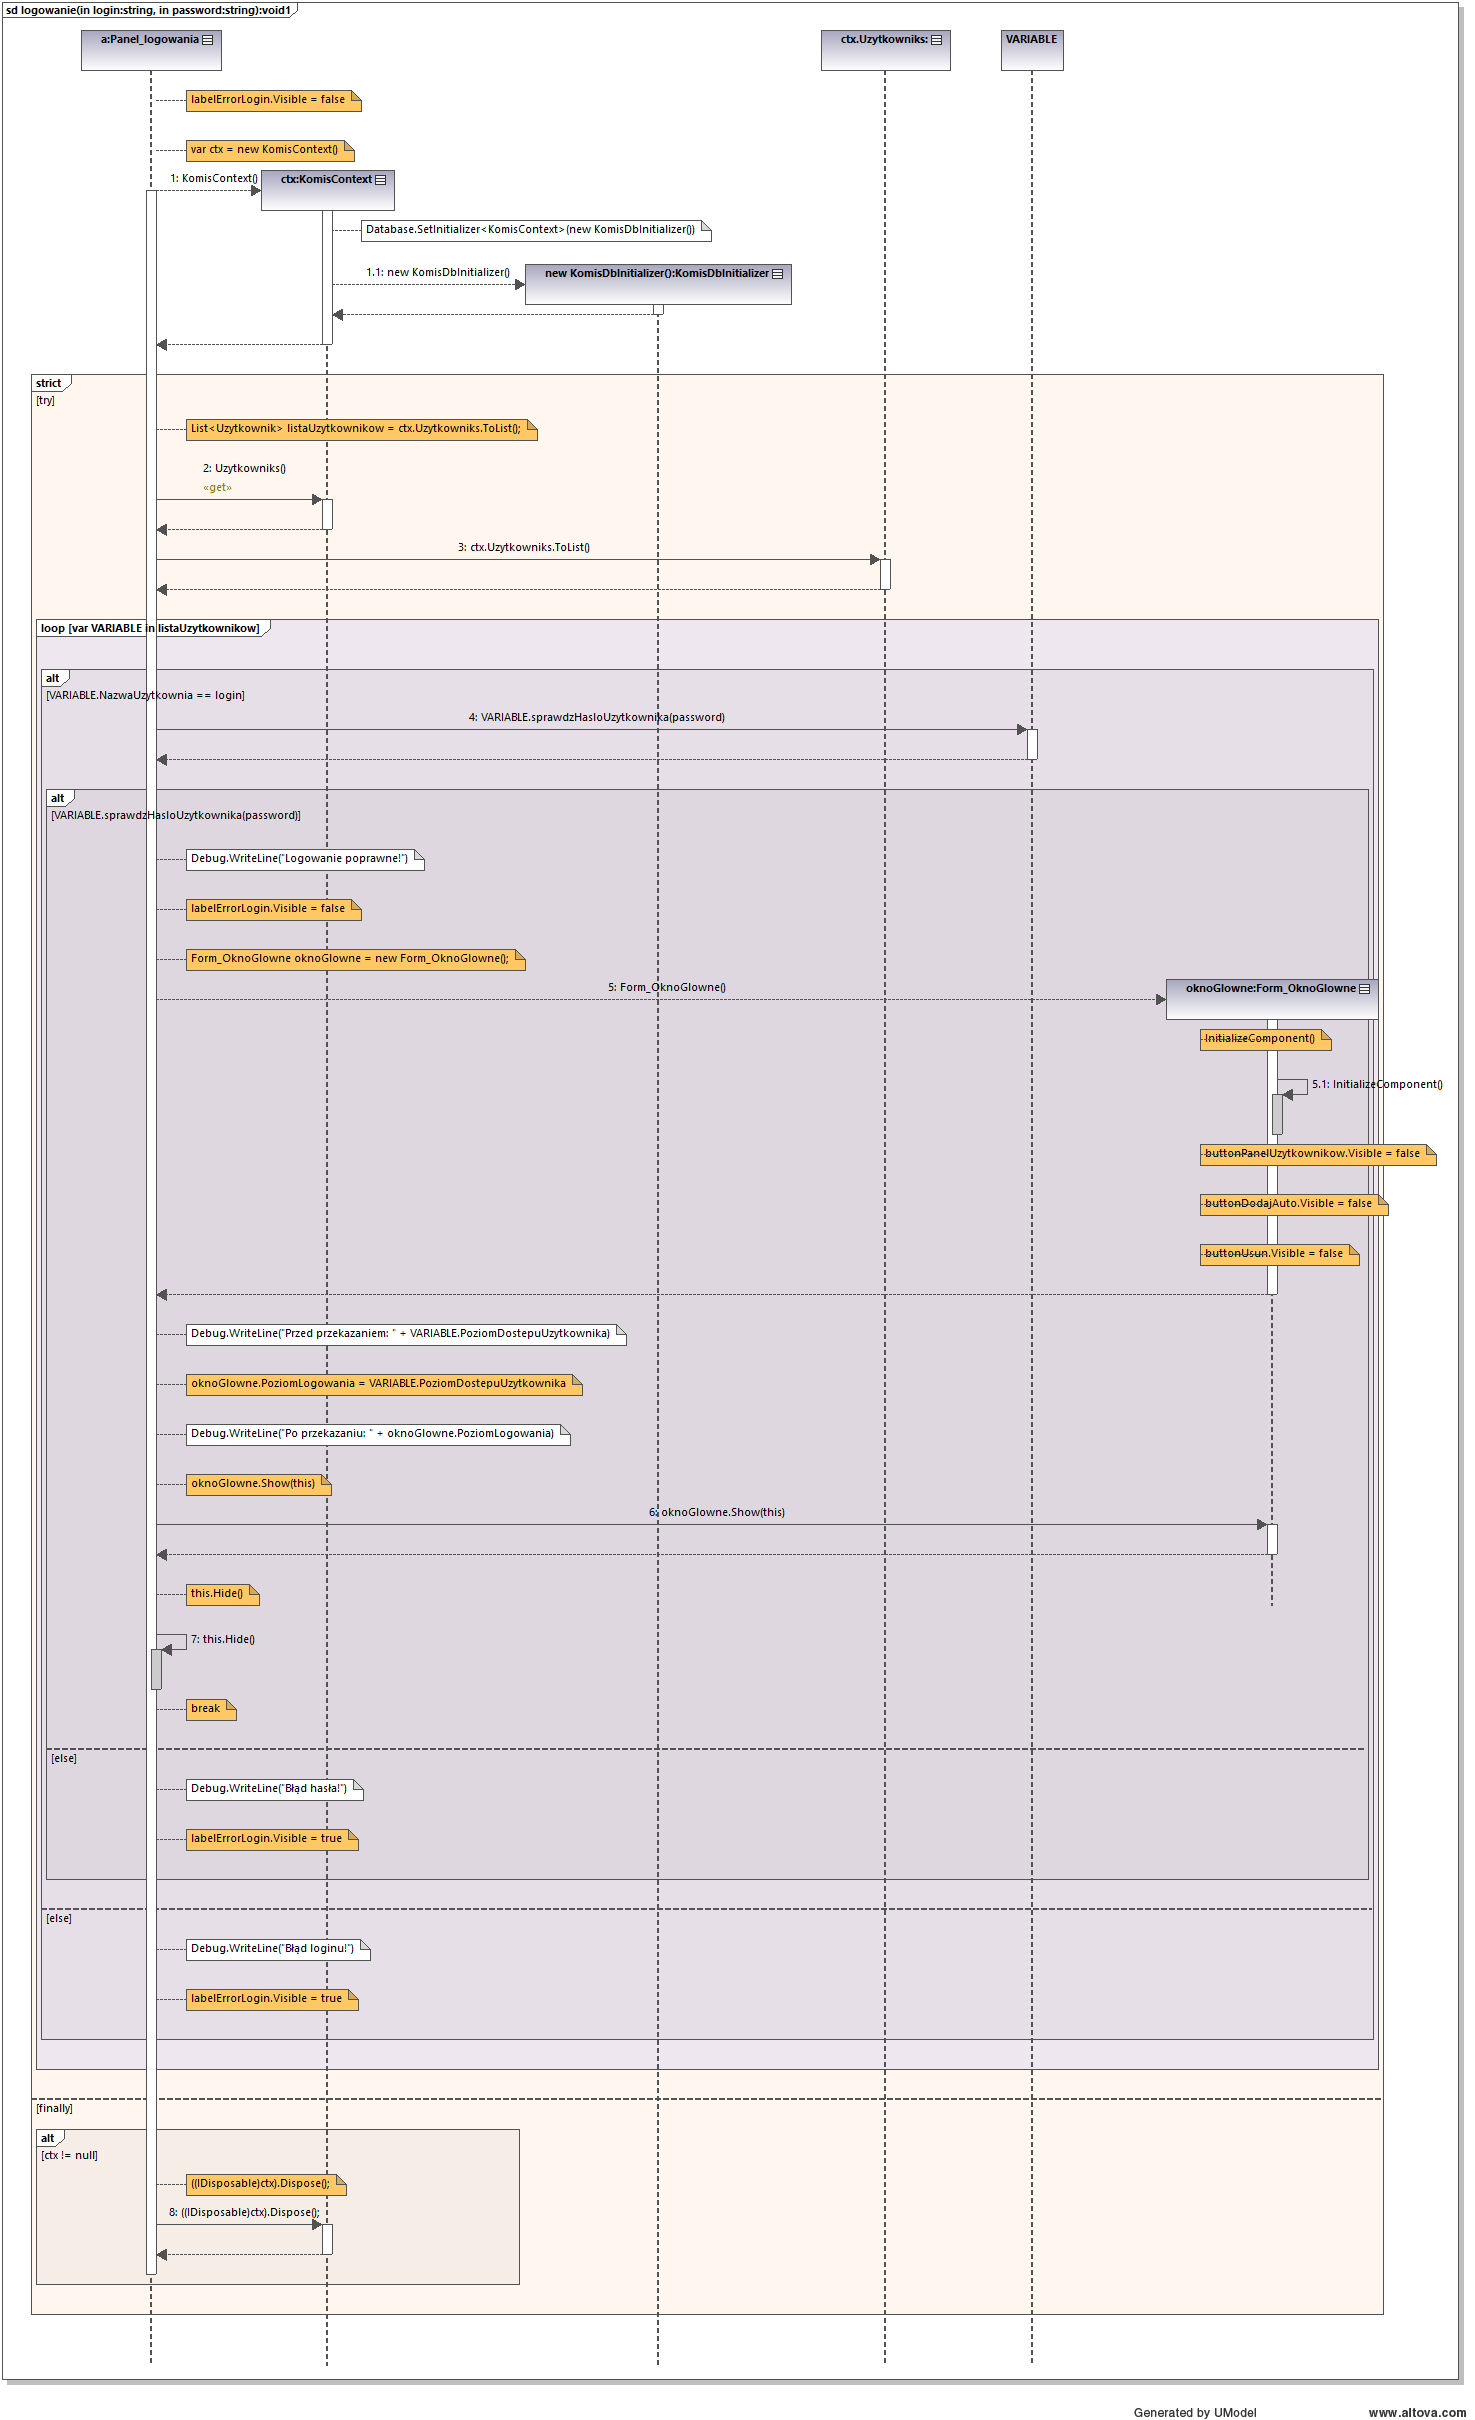 sd logowanie(in login:string, in password:string):void1
a:Panel_logowania
ctx.Uzytkowniks:
VARIABLE
labelErrorLogin.Visible = false
var ctx = new KomisContext()
1: KomisContext()
ctx:KomisContext
Database.SetInitializer<KomisContext>(new KomisDbInitializer())
1.1: new KomisDbInitializer()
new KomisDbInitializer():KomisDbInitializer
strict
[try]
List<Uzytkownik> listaUzytkownikow = ctx.Uzytkowniks.ToList();
2: Uzytkowniks()
«get»
3: ctx.Uzytkowniks.ToList()
loop [var VARIABLE in listaUzytkownikow]
alt
[VARIABLE.NazwaUzytkownia == login]
4: VARIABLE.sprawdzHasloUzytkownika(password)
alt
[VARIABLE.sprawdzHasloUzytkownika(password)]
Debug.WriteLine("Logowanie poprawne!")
labelErrorLogin.Visible = false
Form_OknoGlowne oknoGlowne = new Form_OknoGlowne();
5: Form_OknoGlowne()
oknoGlowne:Form_OknoGlowne
InitializeComponent()
5.1: InitializeComponent()
buttonPanelUzytkownikow.Visible = false
buttonDodajAuto.Visible = false
buttonUsun.Visible = false
Debug.WriteLine("Przed przekazaniem: " + VARIABLE.PoziomDostepuUzytkownika)
oknoGlowne.PoziomLogowania = VARIABLE.PoziomDostepuUzytkownika
Debug.WriteLine("Po przekazaniu: " + oknoGlowne.PoziomLogowania)
oknoGlowne.Show(this)
6: oknoGlowne.Show(this)
this.Hide()
7: this.Hide()
break
[else]
Debug.WriteLine("Błąd hasła!")
labelErrorLogin.Visible = true
[else]
Debug.WriteLine("Błąd loginu!")
labelErrorLogin.Visible = true
[finally]
alt
[ctx != null]
((IDisposable)ctx).Dispose();
8: ((IDisposable)ctx).Dispose();
Generated by UModel
www.altova.com